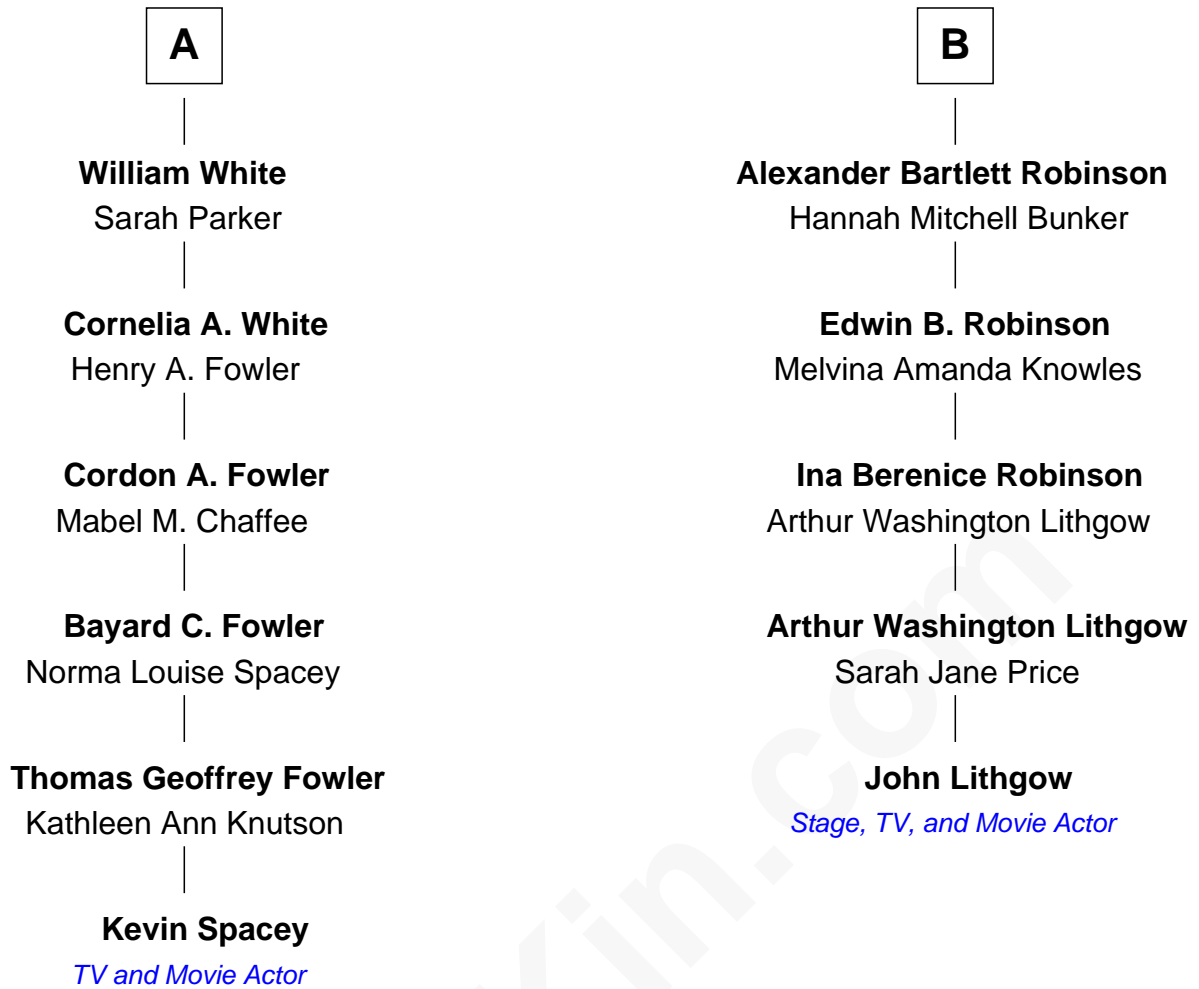 A
William White
Sarah Parker
Cornelia A. White
Henry A. Fowler
Cordon A. Fowler
Mabel M. Chaffee
Bayard C. Fowler
Norma Louise Spacey
Thomas Geoffrey Fowler
Kathleen Ann Knutson
Kevin Spacey
TV and Movie Actor
B
Alexander Bartlett Robinson
Hannah Mitchell Bunker
Edwin B. Robinson
Melvina Amanda Knowles
Ina Berenice Robinson
Arthur Washington Lithgow
Arthur Washington Lithgow
Sarah Jane Price
John Lithgow
Stage, TV, and Movie Actor
Kin.com